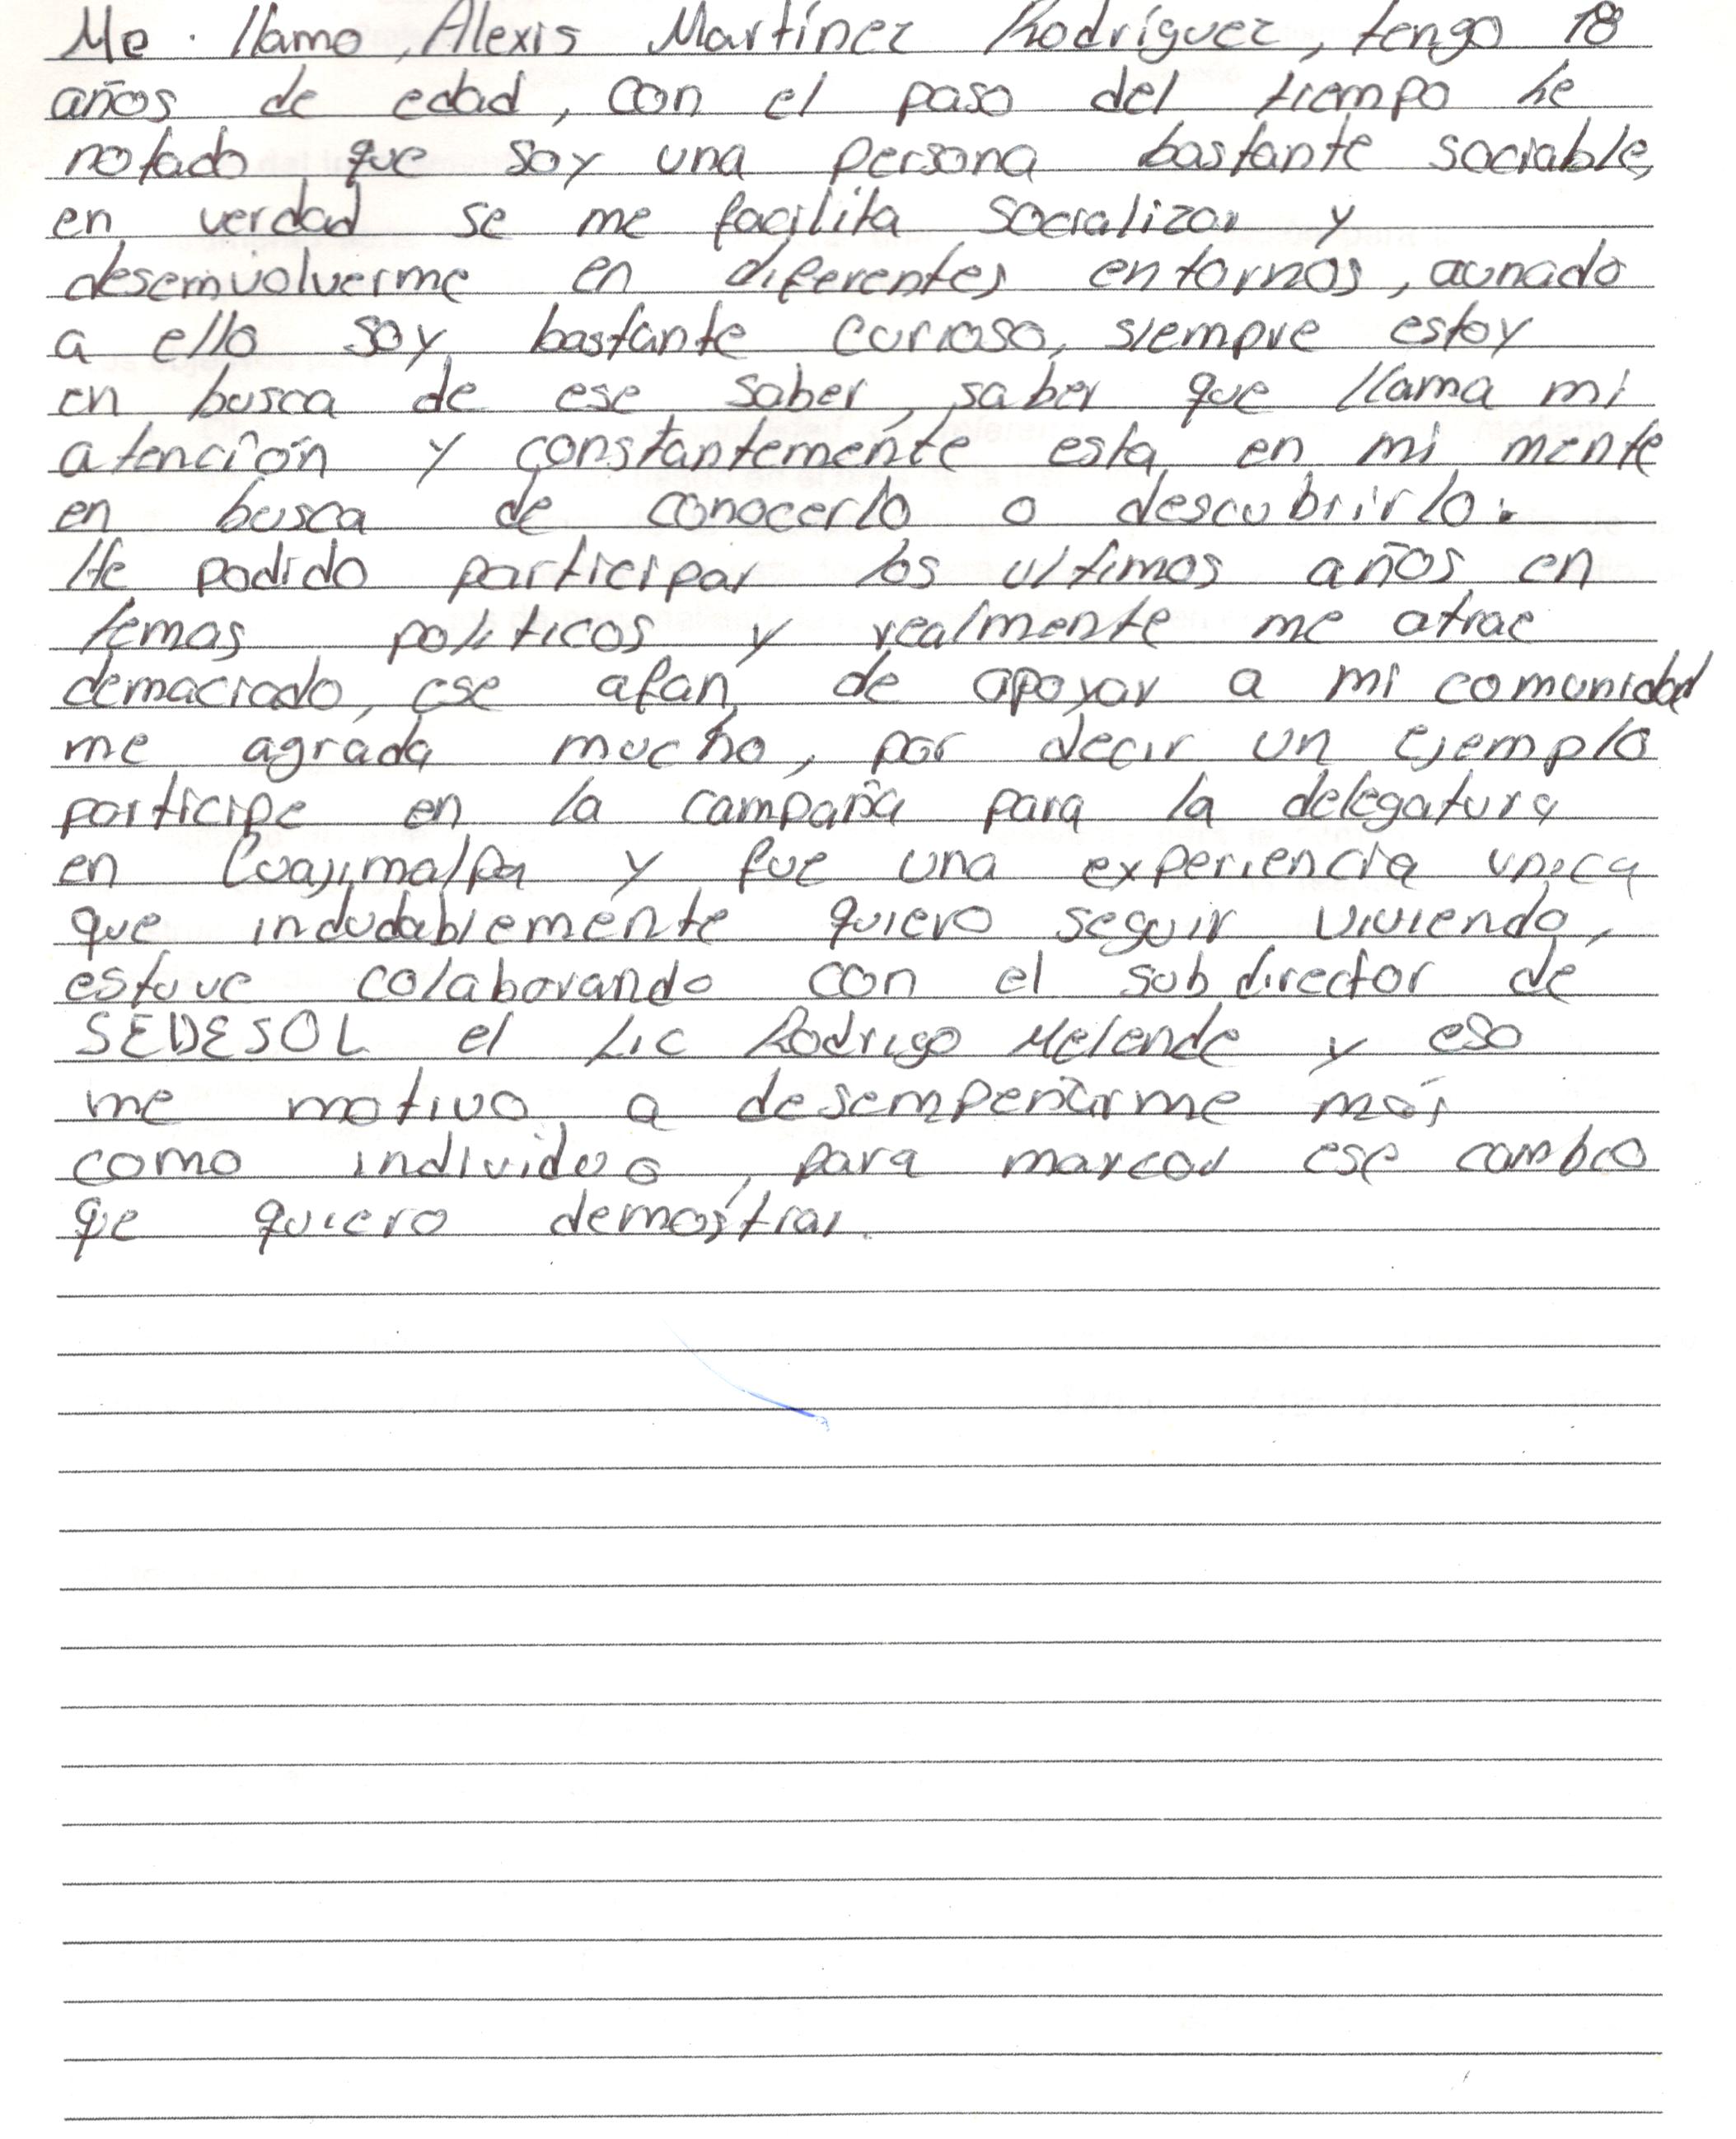 Me llamo, Alexis Martínez Rodríguez, tengo 18
años de edad, con el paso del tiempo he
notado que soy una persona bastante sociable,
en verdad se me facilita socializar y
desemvolverme en diferentes entornos, aunado
a ello soy bastante curioso, siempre estoy
en busca de ese saber, saber que llama mi
atención y constantemente esta en mi mente
en busca de conocerlo o descubrirlo.
He podido participar los ultimos años en
temas politicos y realmente me atrae
demaciado, ese afan de apoyar a mi comunidad
me agrada mucho, por decir un ejemplo
participe en la campaña para la delegatura
en Cuajimalpa y fue una experiencia unica
que indudablemente quiero seguir viviendo,
estuve colaborando con el subdirector de
SEDESOL el Lic Rodrigo Melende y eso
me motivo a desempeñarme más
como individuo, para marcar ese cambio
qe quiero demostrar.